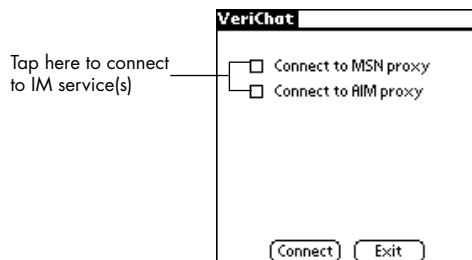 VeriChat
Tap here to connect
to IM service(s)
Connect to MSN proxy
Connect to AIM proxy
Connect
Exit